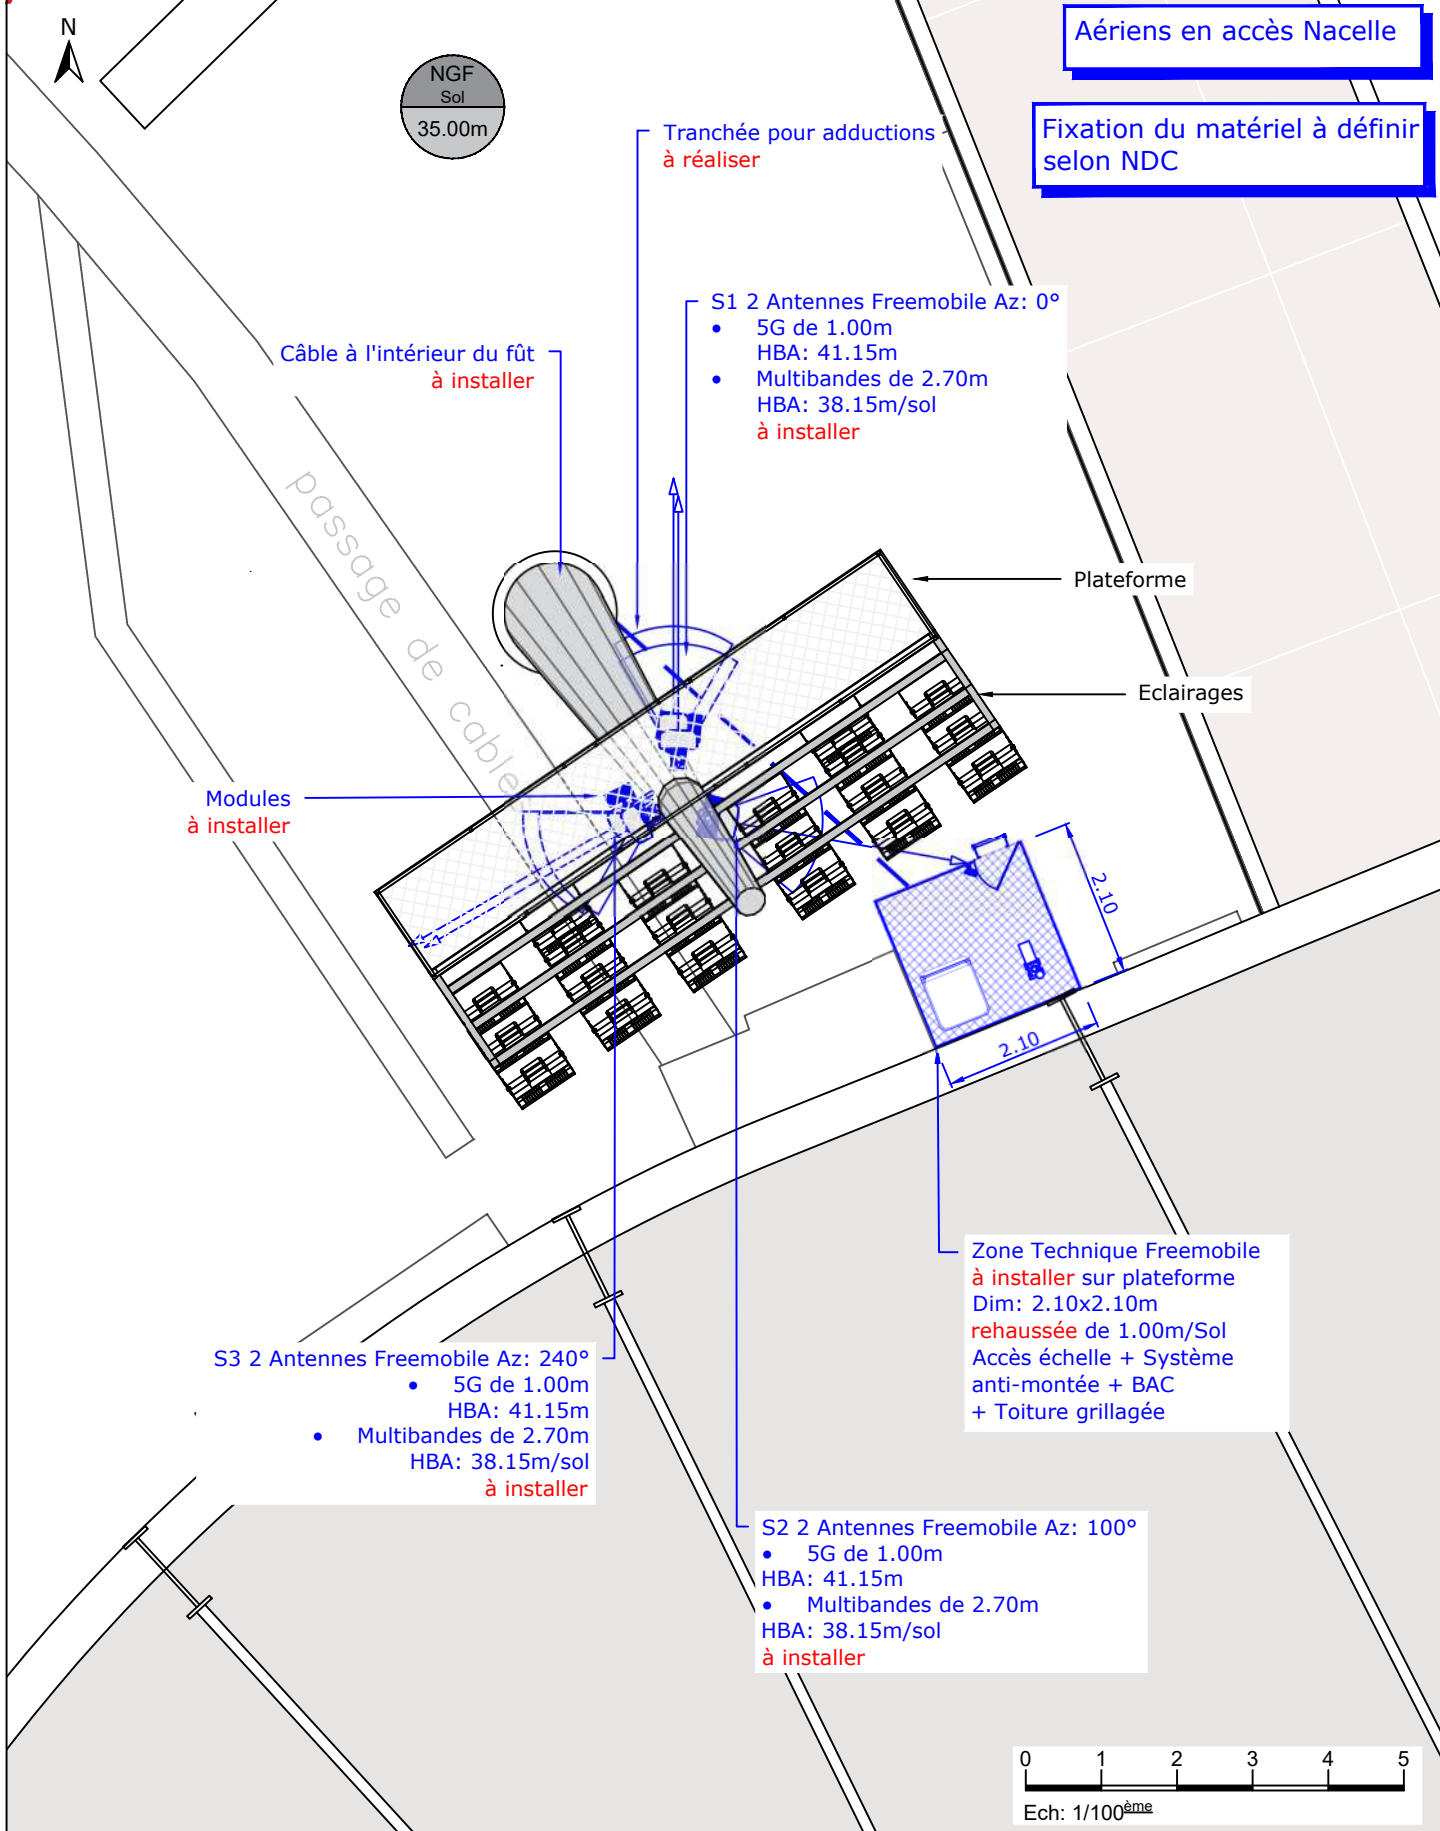 Aériens en accès Nacelle
N
NGF
Sol
35.00m
Fixation du matériel à définir
selon NDC
Tranchée pour adductions
à réaliser
S1 2 Antennes Freemobile Az: 0°
• 5G de 1.00m
HBA: 41.15m
• Multibandes de 2.70m
HBA: 38.15m/sol
à installer
Câble à l'intérieur du fût
à installer
passage de cable
Plateforme
Eclairages
Modules
à installer
2.10
2.10
Zone Technique Freemobile
à installer sur plateforme
Dim: 2.10x2.10m
rehaussée de 1.00m/Sol
Accès échelle + Système
anti-montée + BAC
+ Toiture grillagée
S3 2 Antennes Freemobile Az: 240°
• 5G de 1.00m
HBA: 41.15m
• Multibandes de 2.70m
HBA: 38.15m/sol
à installer
S2 2 Antennes Freemobile Az: 100°
• 5G de 1.00m
HBA: 41.15m
• Multibandes de 2.70m
HBA: 38.15m/sol
à installer
0 1 2 3 4 5
Ech: 1/100ème